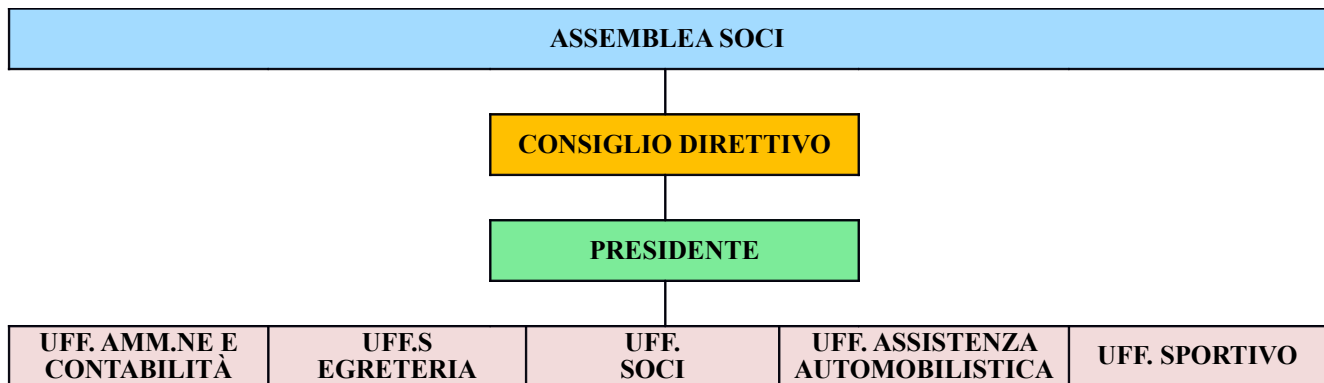 ASSEMBLEA SOCI
CONSIGLIO DIRETTIVO
PRESIDENTE
UFF. AMM.NE E
CONTABILITÀ
UFF.S
EGRETERIA
UFF.
SOCI
UFF. ASSISTENZA
AUTOMOBILISTICA
UFF. SPORTIVO